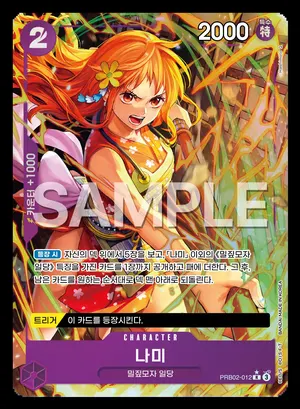 2
2000
특수
特
카운터 +1000
SAMPLE
등장 시 자신의 덱 위에서 5장을 보고, 「나미」 이외의 《밀짚모자
일당》 특징을 가진 카드를 1장까지 공개하고 패에 더한다. 그 후,
남은 카드를 원하는 순서대로 덱 맨 아래로 되돌린다.
트리거 이 카드를 등장시킨다.
CHARACTER
나미
밀짚모자 일당
PRB02-012 R
3